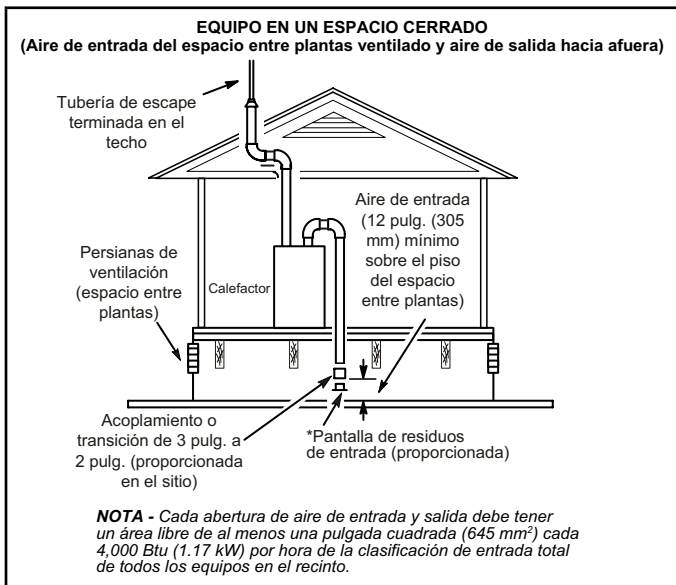 EQUIPO EN UN ESPACIO CERRADO
(Aire de entrada del espacio entre plantas ventilado y aire de salida hacia afuera)
Tubería de escape
terminada en el
techo
Aire de entrada
(12 pulg. (305
mm) mínimo
sobre el piso
del espacio
entre plantas)
Persianas de
ventilación
(espacio entre
plantas)
Calefactor
Acoplamiento o
transición de 3 pulg. a
2 pulg. (proporcionada
en el sitio)
*Pantalla de residuos
de entrada (proporcionada)
NOTA - Cada abertura de aire de entrada y salida debe tener
un área libre de al menos una pulgada cuadrada (645 mm²) cada
4,000 Btu (1.17 kW) por hora de la clasificación de entrada total
de todos los equipos en el recinto.